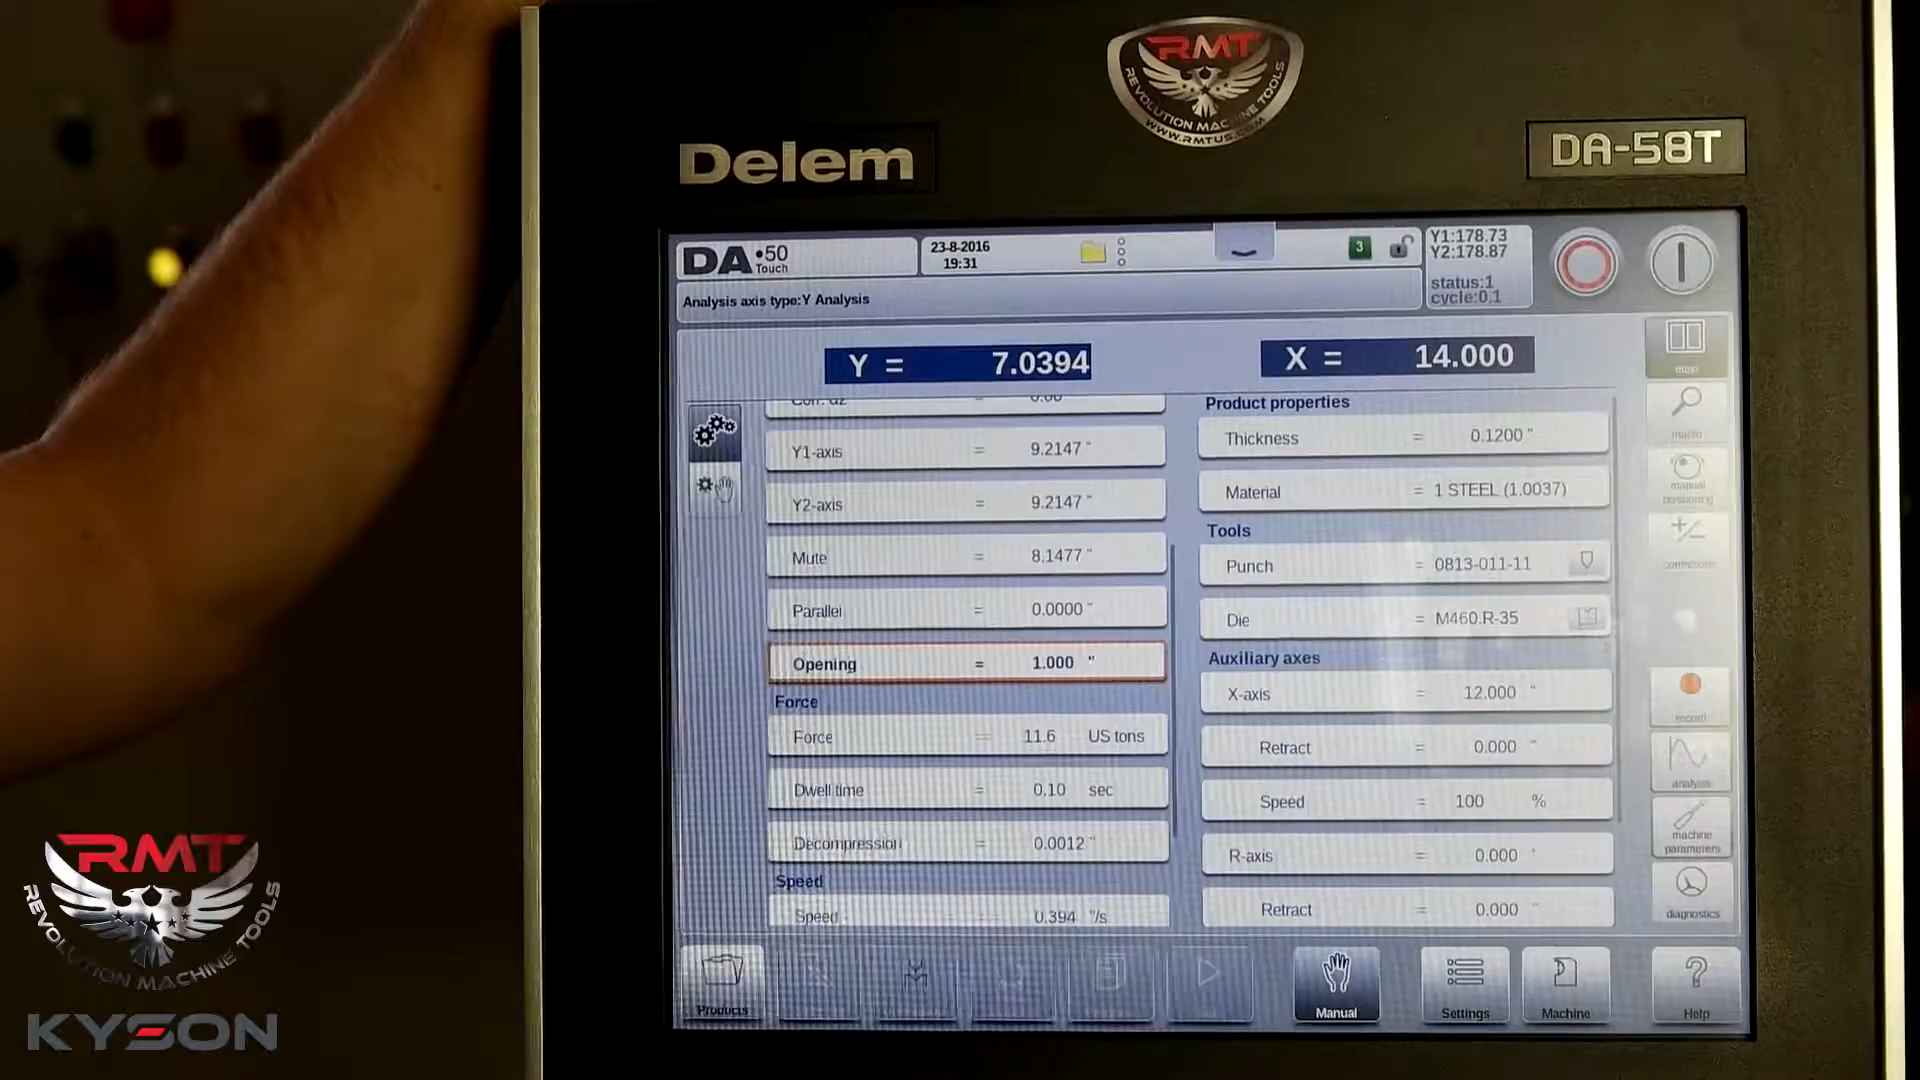 RMT
REVOLUTION MACHINE TOOLS
WWW.RMTUS.COM
Delem
DA-58T
DA•50
Touch
23-8-2016
19:31
3
Y1:178.73
Y2:178.87
status:1
cycle:0.1
Analysis axis type:Y Analysis
Y = 7.0394
X = 14.000
Y1-axis = 9.2147 "
Y2-axis = 9.2147 "
Mute = 8.1477 "
Parallel = 0.0000 "
Opening = 1.000 "
Force
Force = 11.6 US tons
Dwell time = 0.10 sec
Decompression = 0.0012 "
Speed
Speed = 0.394 "/s
Product properties
Thickness = 0.1200 "
Material = 1 STEEL (1.0037)
Tools
Punch = 0813-011-11
Die = M460.R-35
Auxiliary axes
X-axis = 12.000 "
Retract = 0.000 "
Speed = 100 %
R-axis = 0.000 "
Retract = 0.000 "
main
manual
positioning
corrections
record
analysis
machine
parameters
diagnostics
Products
Manual
Settings
Machine
Help
RMT
REVOLUTION MACHINE TOOLS
KYSON